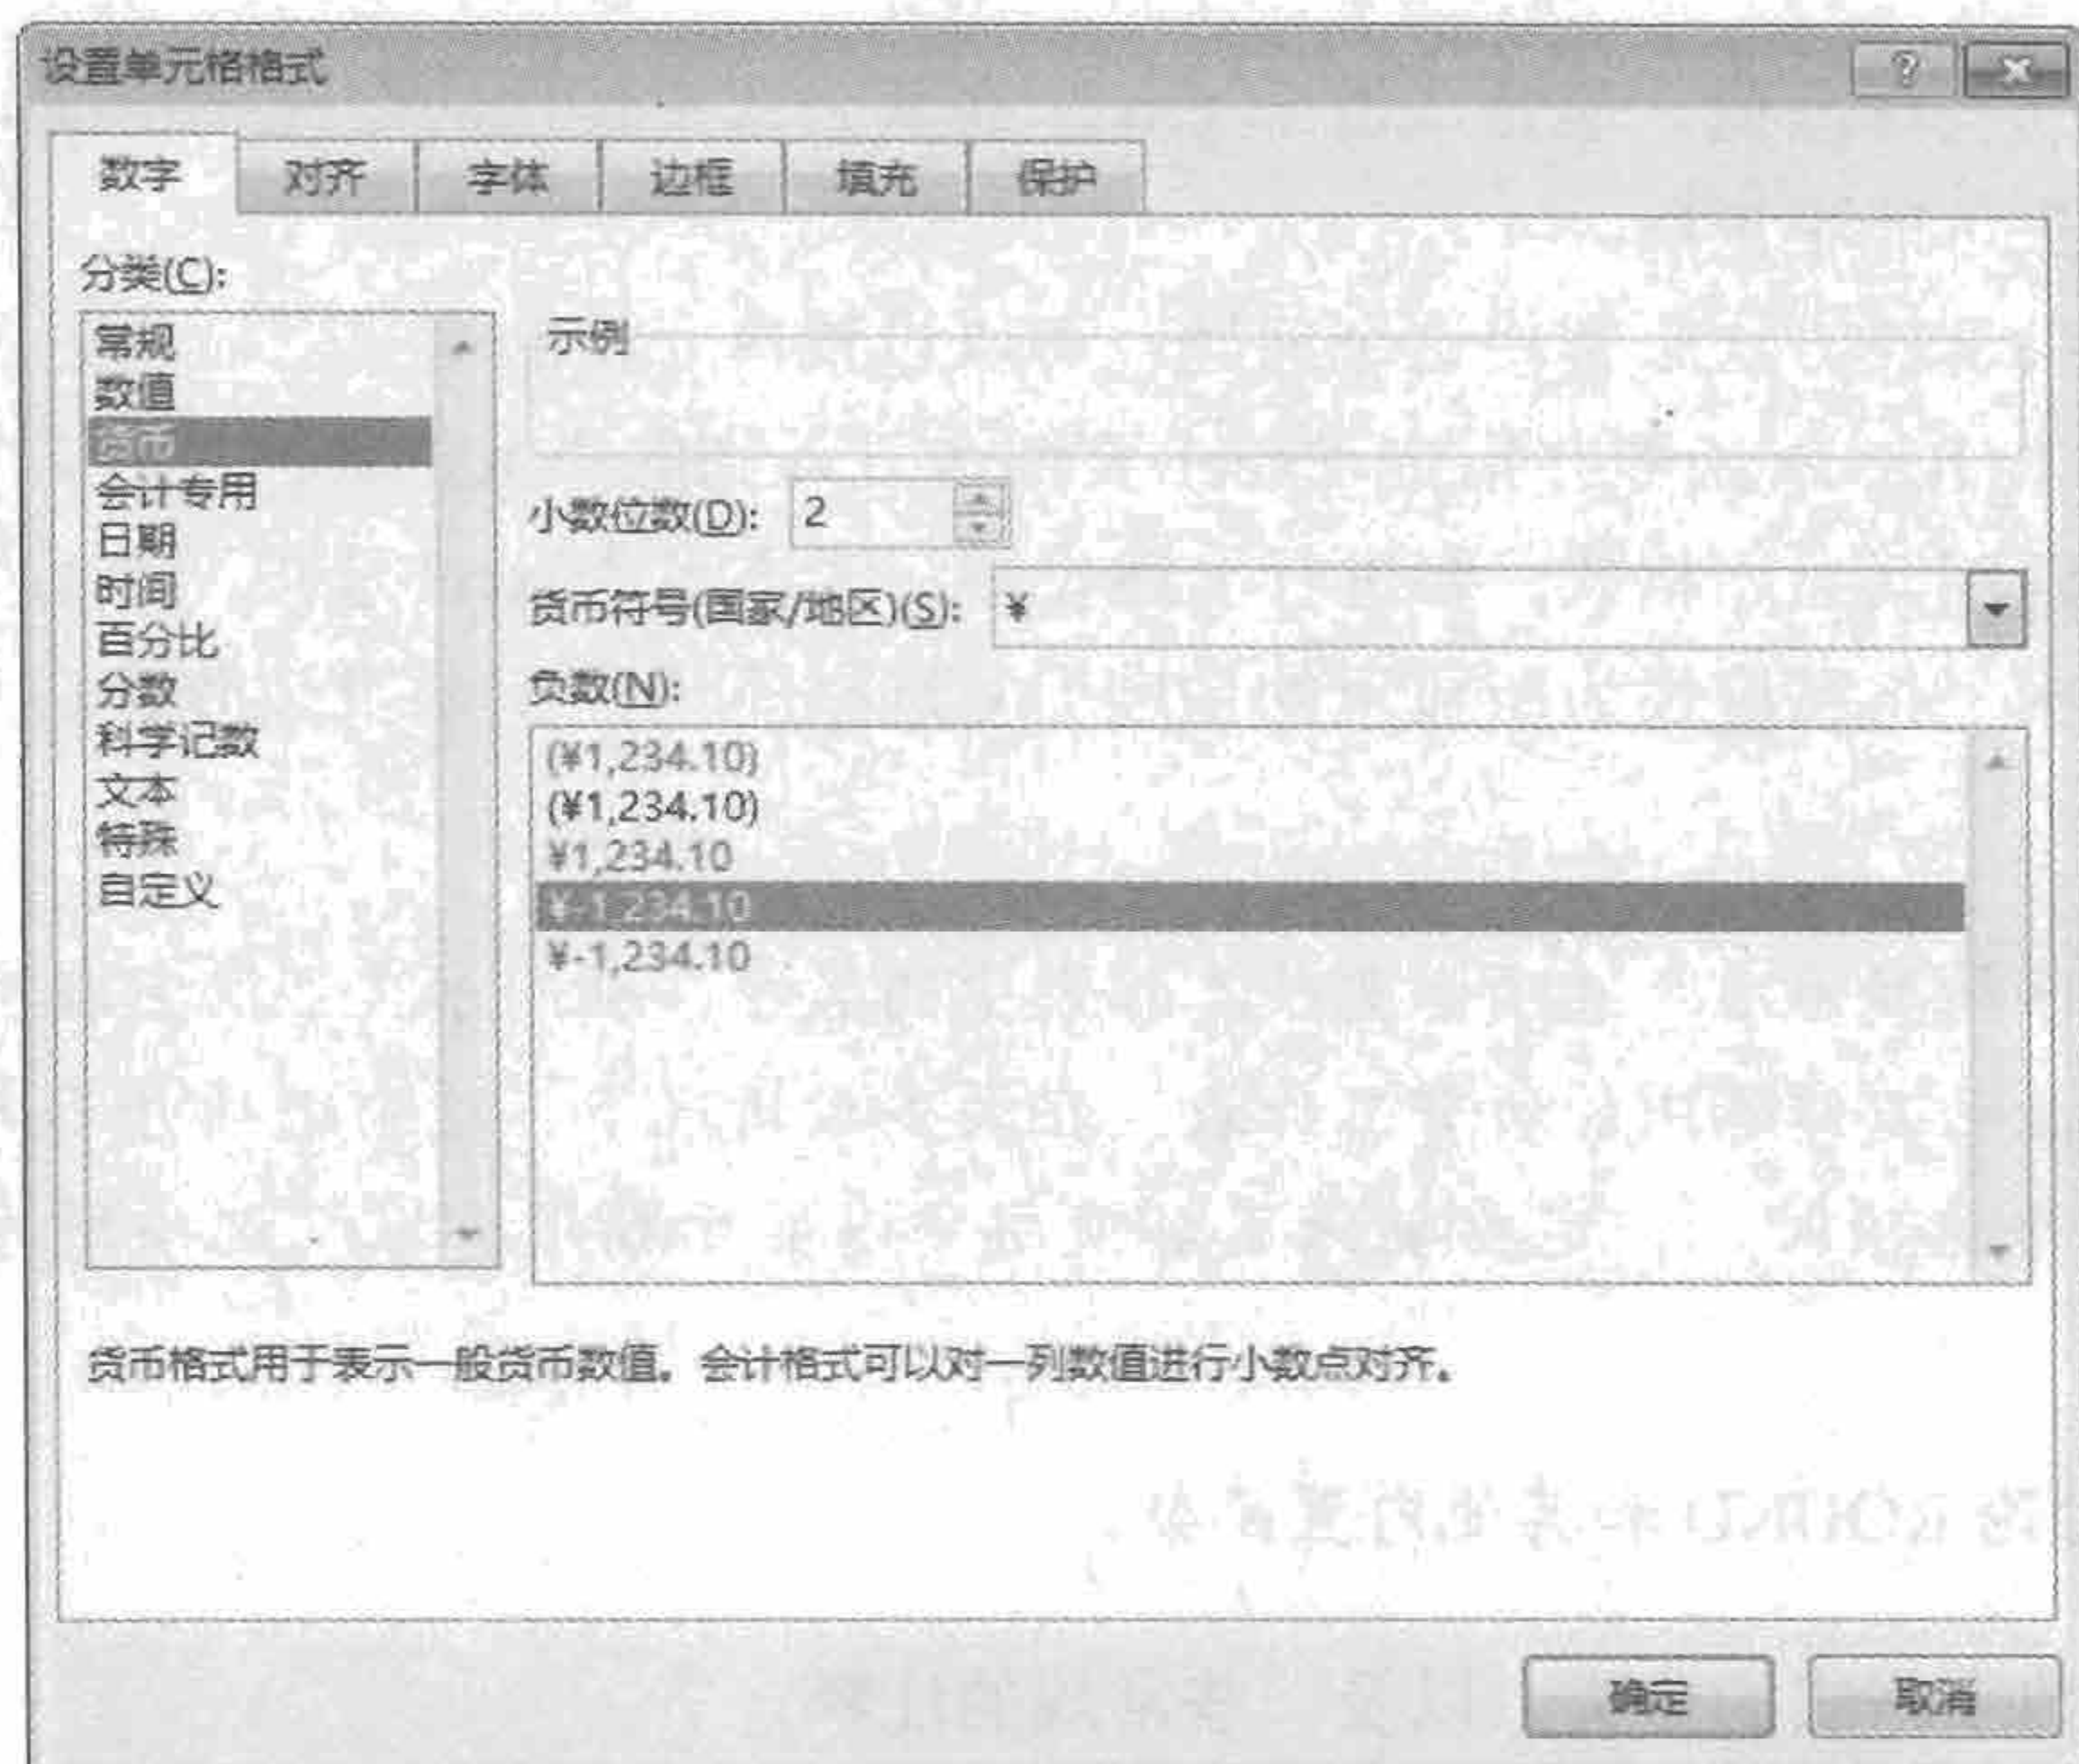 设置单元格格式
数字 对齐 字体 边框 填充 保护
分类(C):
常规
数值
货币
会计专用
日期
时间
百分比
分数
科学记数
文本
特殊
自定义
示例
小数位数(D): 2
货币符号(国家/地区)(S): ¥
负数(N):
(¥1,234.10)
(¥1,234.10)
¥1,234.10
¥-1,234.10
¥-1,234.10
货币格式用于表示一般货币数值。会计格式可以对一列数值进行小数点对齐。
确定 取消